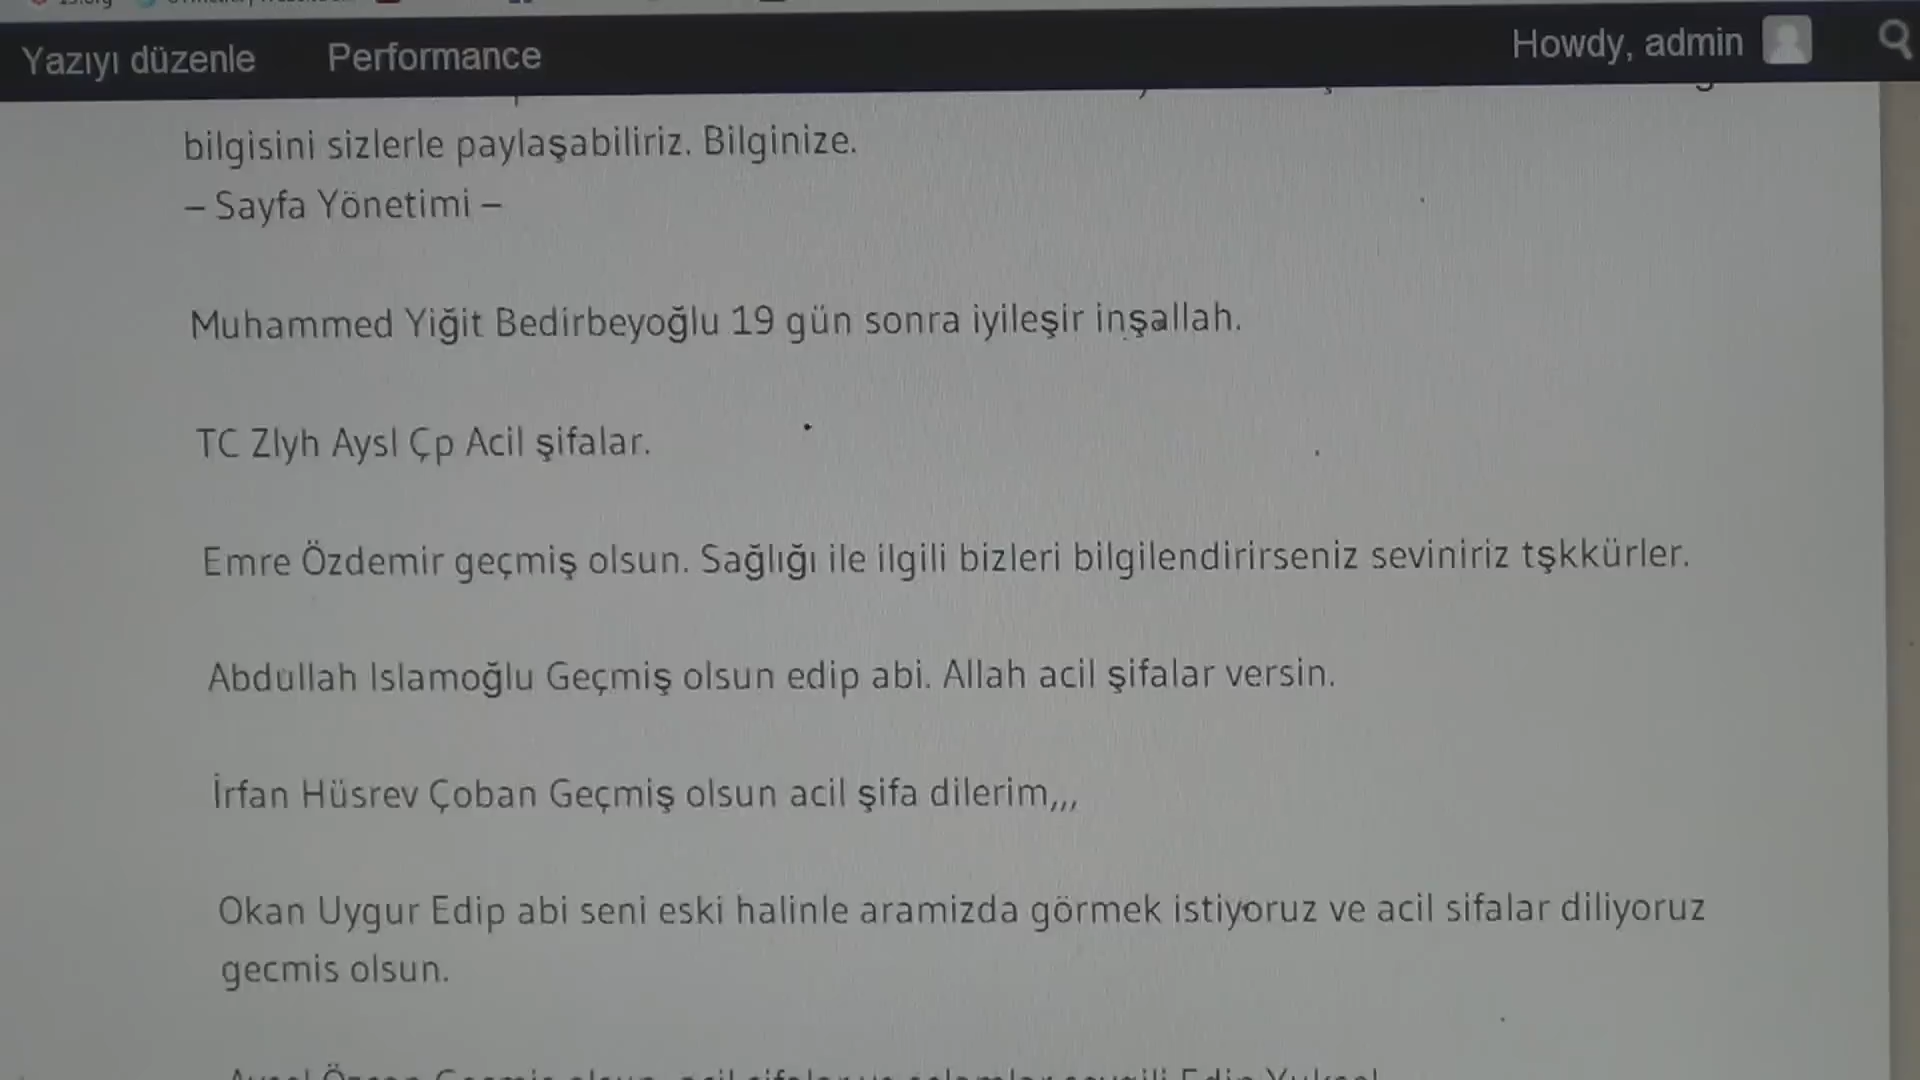 Yazıyı düzenle Performance Howdy, admin
bilgisini sizlerle paylaşabiliriz. Bilginize.
– Sayfa Yönetimi –
Muhammed Yiğit Bedirbeyoğlu 19 gün sonra iyileşir inşallah.
TC Zlyh Aysl Çp Acil şifalar.
Emre Özdemir geçmiş olsun. Sağlığı ile ilgili bizleri bilgilendirirseniz seviniriz tşkkürler.
Abdullah Islamoğlu Geçmiş olsun edip abi. Allah acil şifalar versin.
İrfan Hüsrev Çoban Geçmiş olsun acil şifa dilerim,,,
Okan Uygur Edip abi seni eski halinle aramizda görmek istiyoruz ve acil sifalar diliyoruz
gecmis olsun.